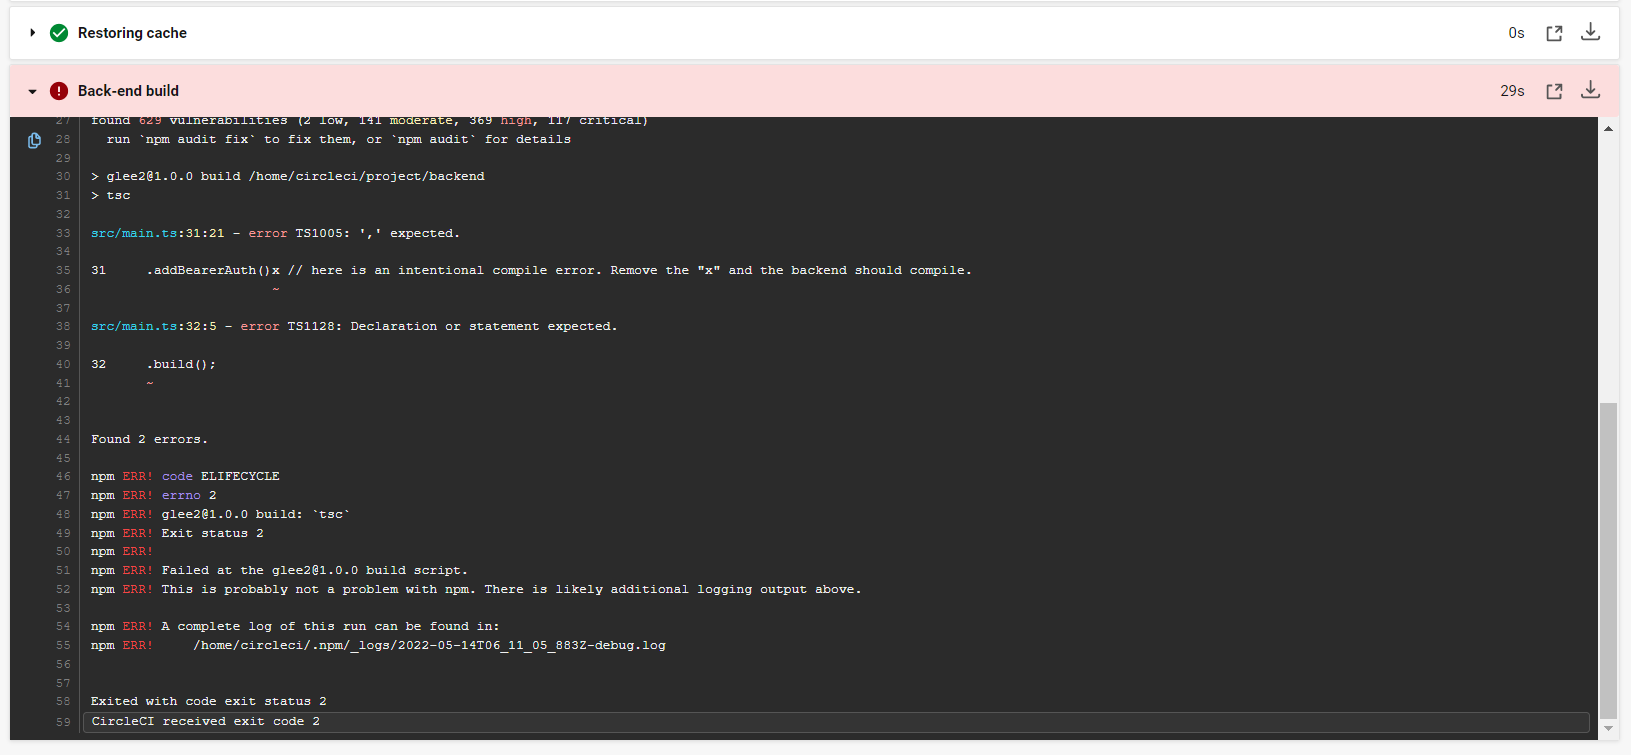 Restoring cache 0s
Back-end build 29s
27 found 629 vulnerabilities (2 low, 141 moderate, 369 high, 117 critical)
28 run `npm audit fix` to fix them, or `npm audit` for details
29
30 > glee2@1.0.0 build /home/circleci/project/backend
31 > tsc
32
33 src/main.ts:31:21 - error TS1005: ',' expected.
34
35 31 .addBearerAuth()x // here is an intentional compile error. Remove the "x" and the backend should compile.
36 ~
37
38 src/main.ts:32:5 - error TS1128: Declaration or statement expected.
39
40 32 .build();
41 ~
42
43
44 Found 2 errors.
45
46 npm ERR! code ELIFECYCLE
47 npm ERR! errno 2
48 npm ERR! glee2@1.0.0 build: `tsc`
49 npm ERR! Exit status 2
50 npm ERR!
51 npm ERR! Failed at the glee2@1.0.0 build script.
52 npm ERR! This is probably not a problem with npm. There is likely additional logging output above.
53
54 npm ERR! A complete log of this run can be found in:
55 npm ERR! /home/circleci/.npm/_logs/2022-05-14T06_11_05_883Z-debug.log
56
57
58 Exited with code exit status 2
59 CircleCI received exit code 2